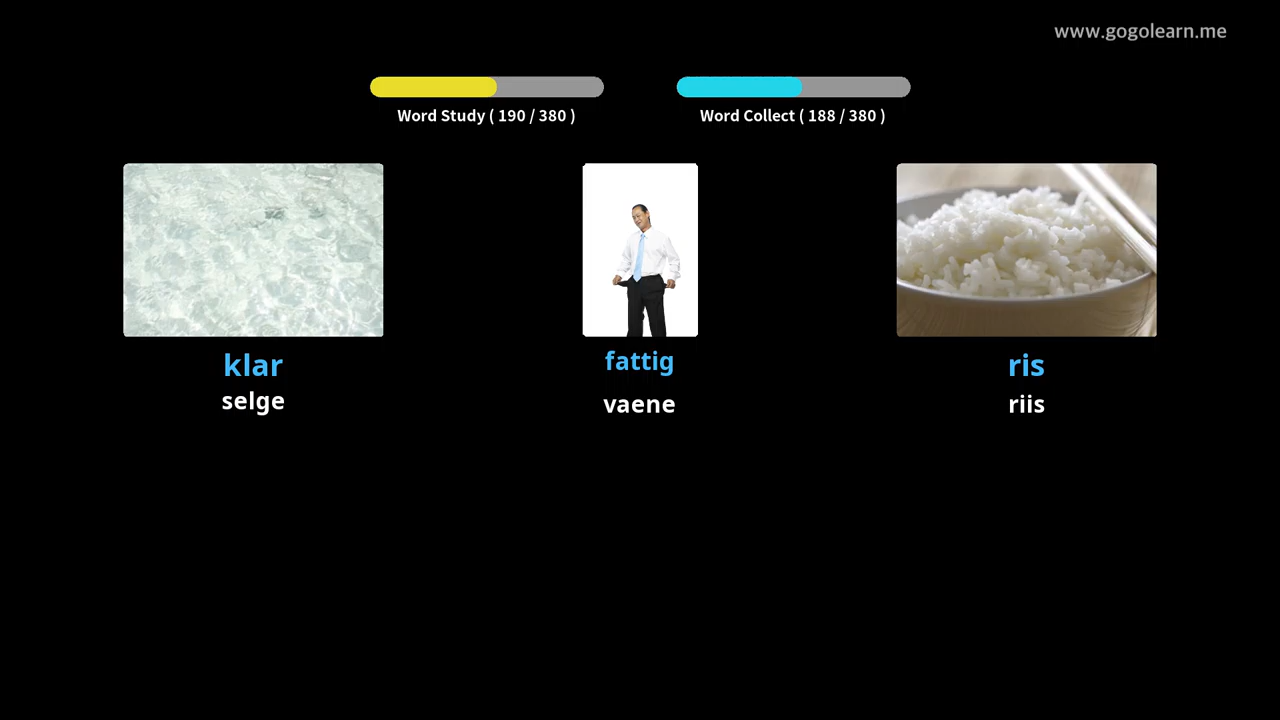 www.gogolearn.me
Word Study ( 190 / 380 )
Word Collect ( 188 / 380 )
klar
selge
fattig
vaene
ris
riis